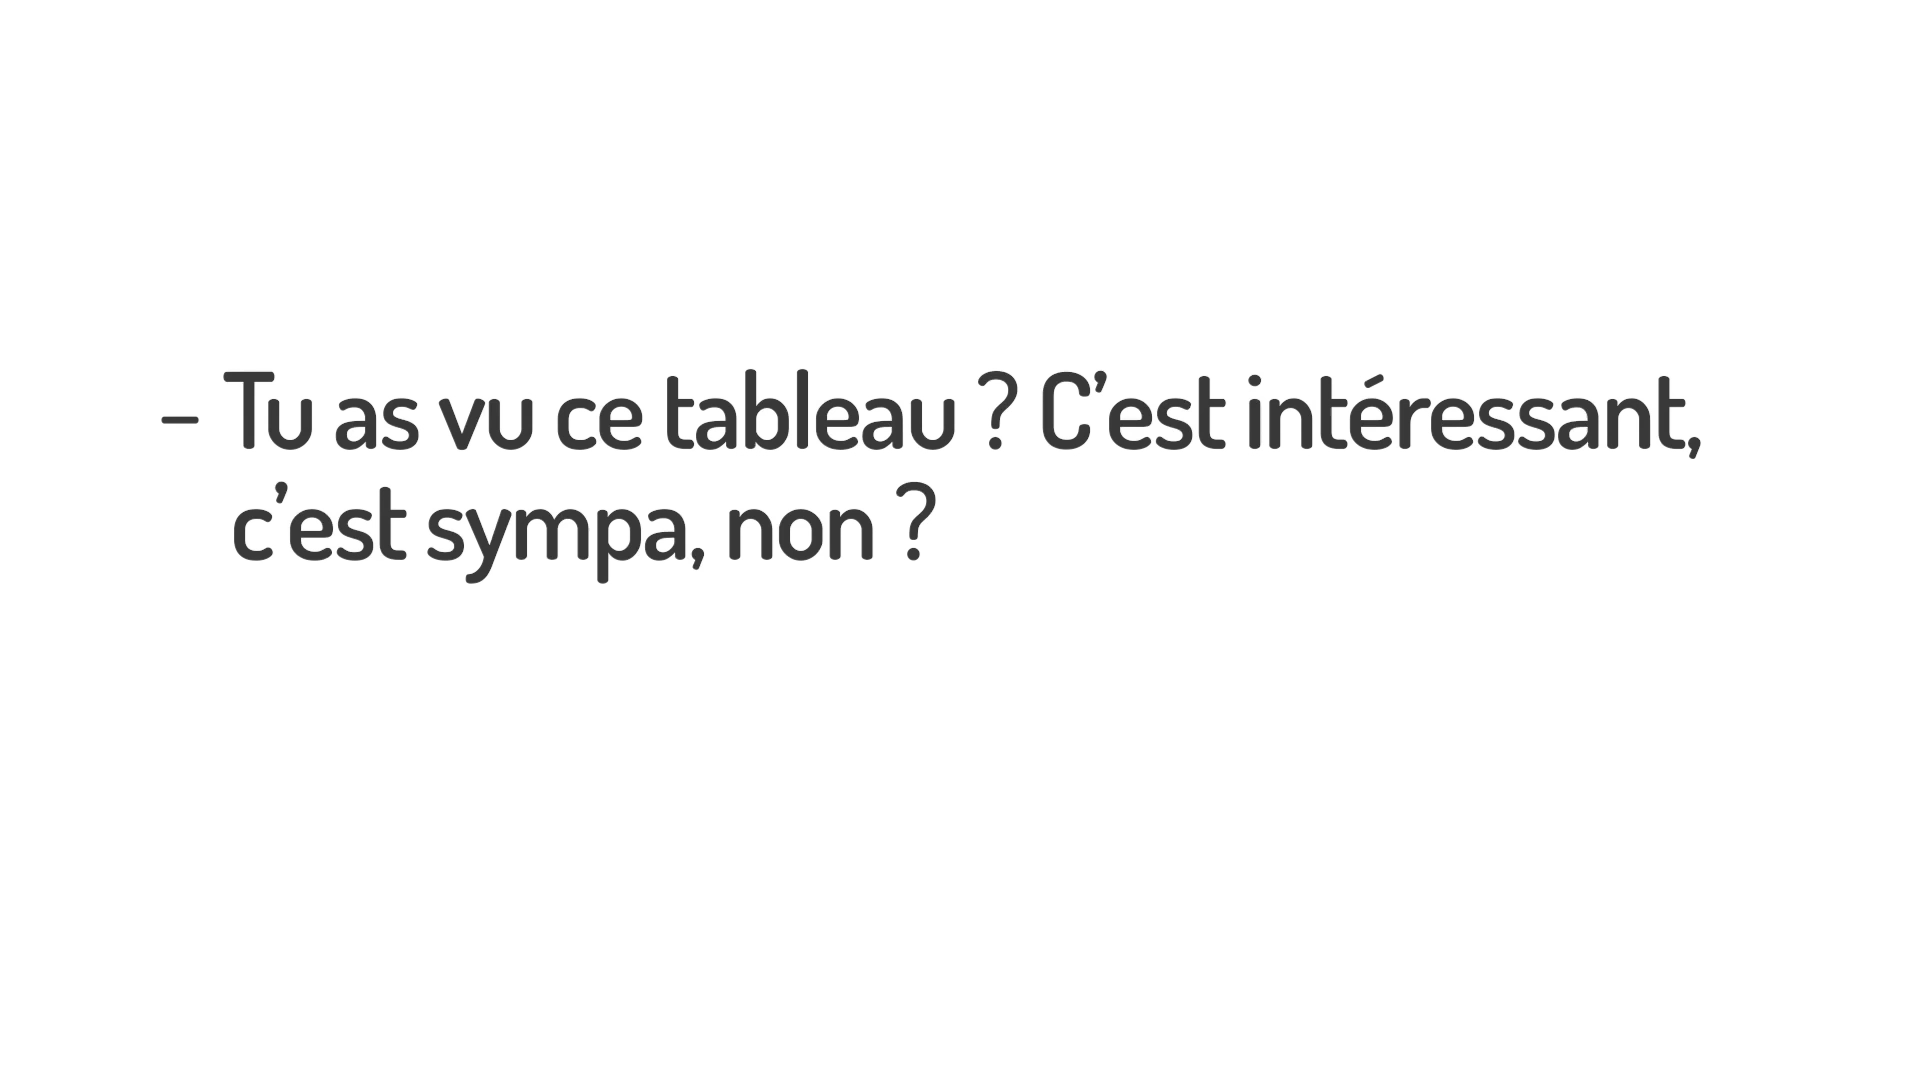 – Tu as vu ce tableau ? C’est intéressant,
c’est sympa, non ?